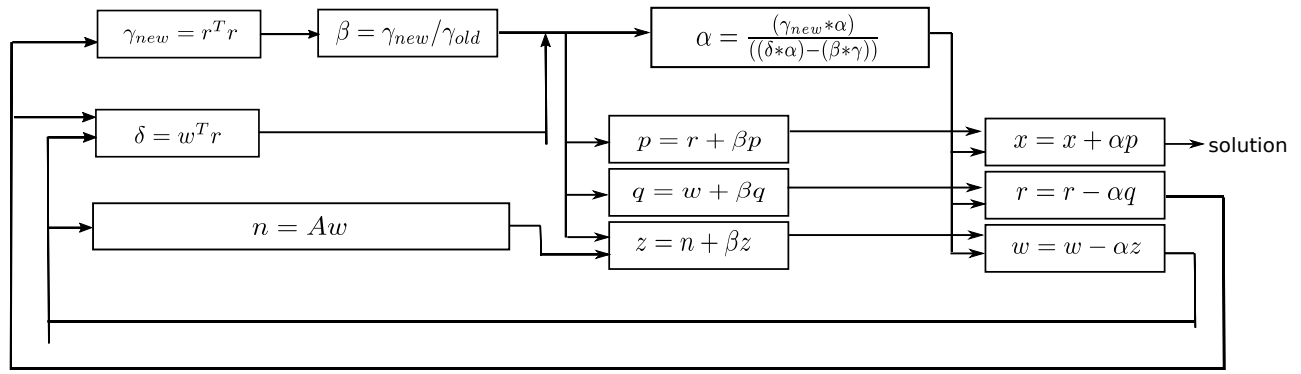 γ_new = r^T r
β = γ_new/γ_old
α = (γ_new*α) / ((δ*α)−(β*γ))
δ = w^T r
p = r + βp
x = x + αp
solution
q = w + βq
r = r − αq
n = Aw
z = n + βz
w = w − αz